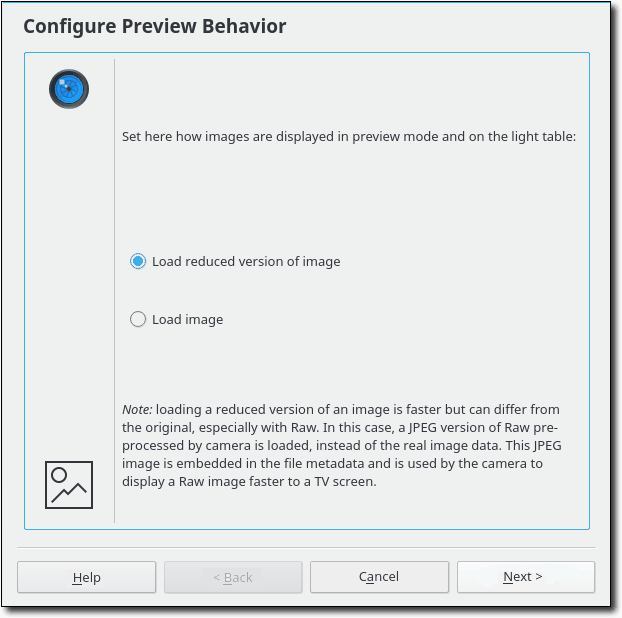 Configure Preview Behavior
Set here how images are displayed in preview mode and on the light table:
Load reduced version of image
Load image
Note: loading a reduced version of an image is faster but can differ from
the original, especially with Raw. In this case, a JPEG version of Raw pre-
processed by camera is loaded, instead of the real image data. This JPEG
image is embedded in the file metadata and is used by the camera to
display a Raw image faster to a TV screen.
Help
< Back
Cancel
Next >